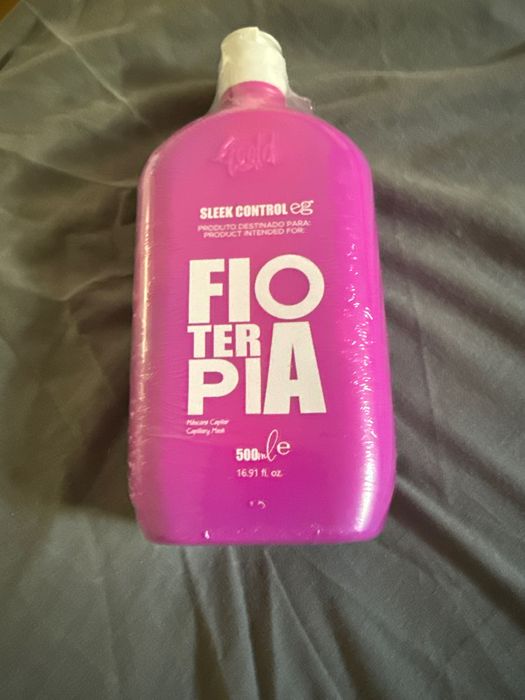 SLEEK CONTROL eg
PRODUTO DESTINADO PARA:
PRODUCT INTENDED FOR:
FIO
TER
PIA
Máscara Capilar
Capillary Mask
500ml e
16.91 fl. oz.